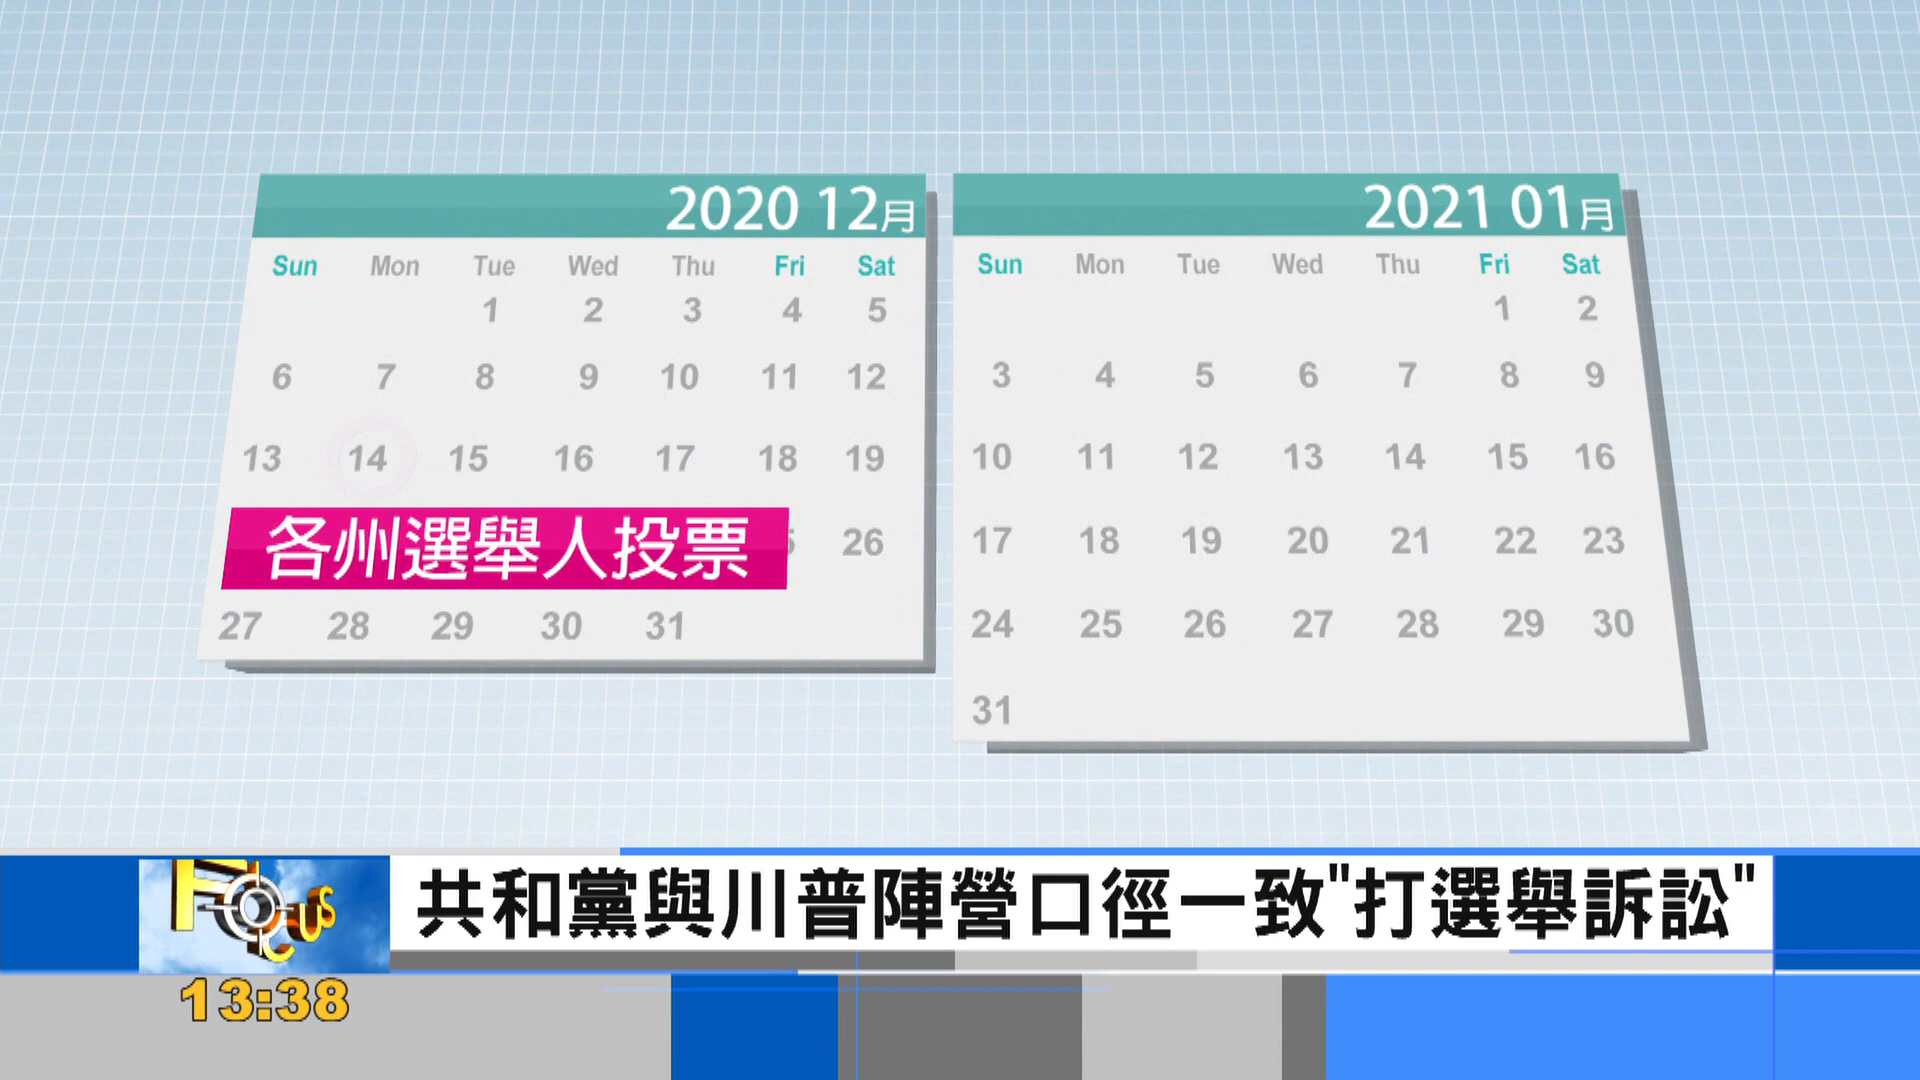 2020 12月
Sun Mon Tue Wed Thu Fri Sat
1 2 3 4 5
6 7 8 9 10 11 12
13 14 15 16 17 18 19
各州選舉人投票 26
27 28 29 30 31
2021 01月
Sun Mon Tue Wed Thu Fri Sat
1 2
3 4 5 6 7 8 9
10 11 12 13 14 15 16
17 18 19 20 21 22 23
24 25 26 27 28 29 30
31
FOCUS
共和黨與川普陣營口徑一致"打選舉訴訟"
13:38